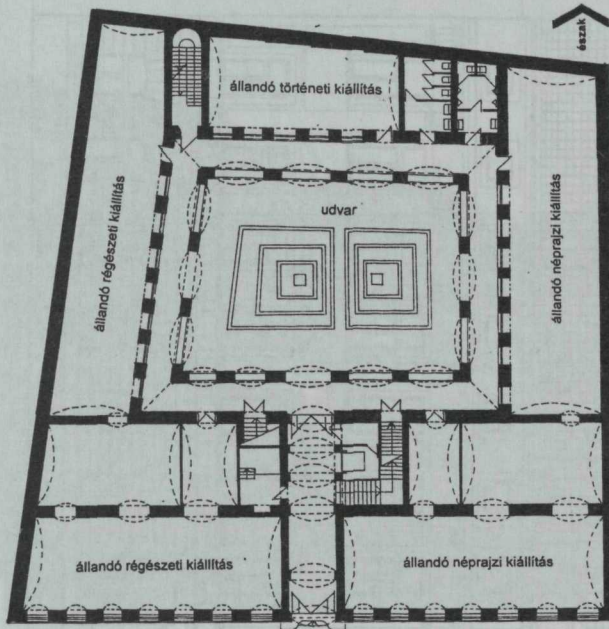 észak
állandó történeti kiállítás
állandó régészeti kiállítás
udvar
állandó néprajzi kiállítás
állandó régészeti kiállítás
állandó néprajzi kiállítás